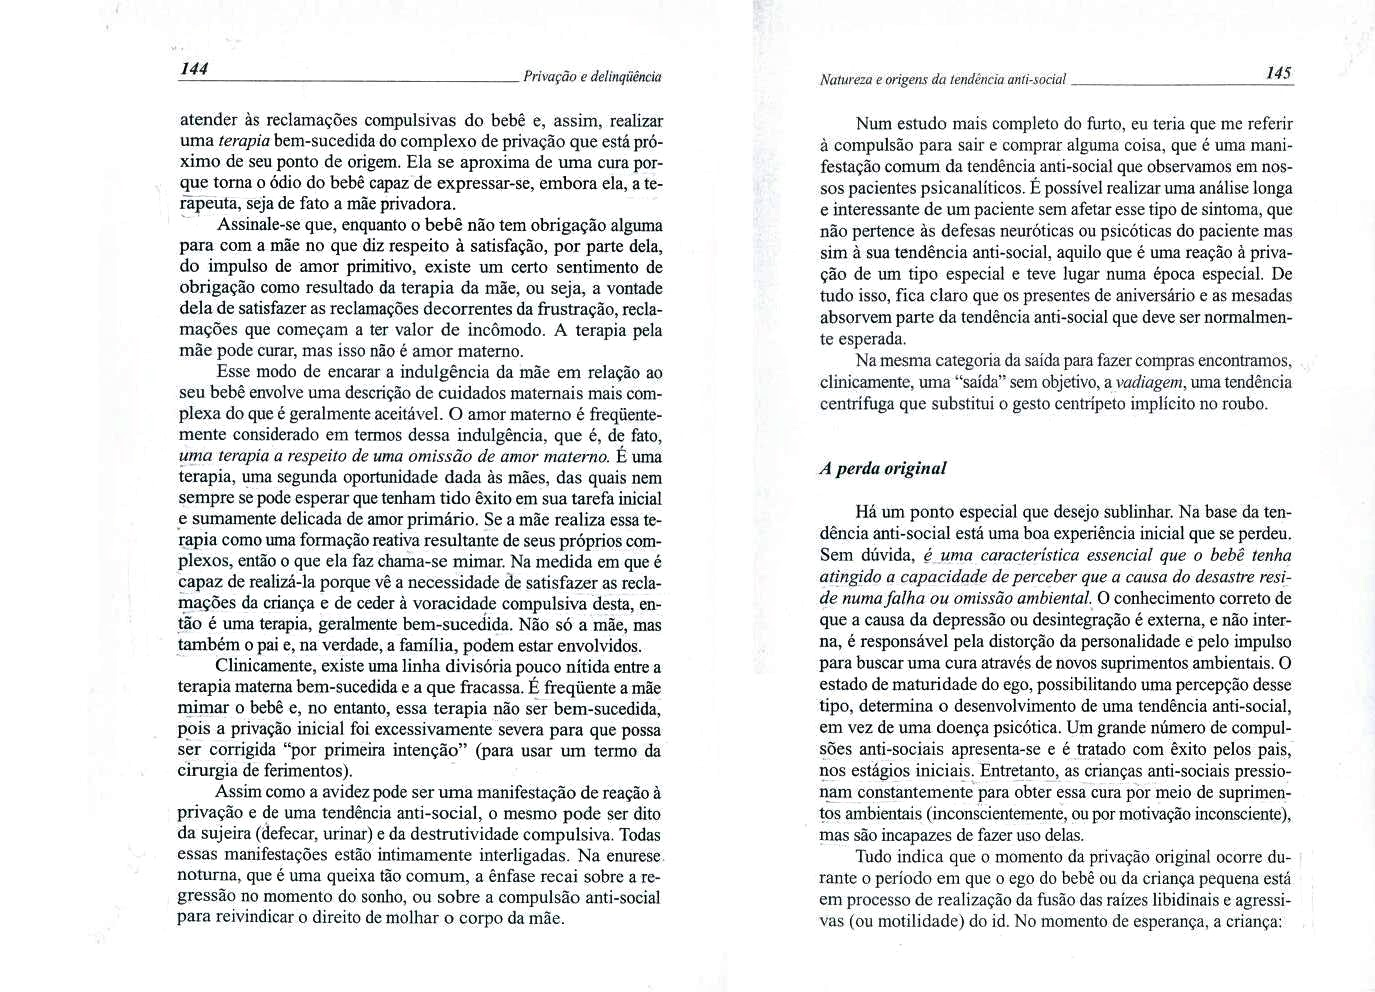 144
Privação e delinqüência
atender às reclamações compulsivas do bebê e, assim, realizar
uma terapia bem-sucedida do complexo de privação que está pró-
ximo de seu ponto de origem. Ela se aproxima de uma cura por-
que torna o ódio do bebê capaz de expressar-se, embora ela, a te-
rapeuta, seja de fato a mãe privadora.
Assinale-se que, enquanto o bebê não tem obrigação alguma
para com a mãe no que diz respeito à satisfação, por parte dela,
do impulso de amor primitivo, existe um certo sentimento de
obrigação como resultado da terapia da mãe, ou seja, a vontade
dela de satisfazer as reclamações decorrentes da frustração, recla-
mações que começam a ter valor de incômodo. A terapia pela
mãe pode curar, mas isso não é amor materno.
Esse modo de encarar a indulgência da mãe em relação ao
seu bebê envolve uma descrição de cuidados maternais mais com-
plexa do que é geralmente aceitável. O amor materno é freqüente-
mente considerado em termos dessa indulgência, que é, de fato,
uma terapia a respeito de uma omissão de amor materno. É uma
terapia, uma segunda oportunidade dada às mães, das quais nem
sempre se pode esperar que tenham tido êxito em sua tarefa inicial
e sumamente delicada de amor primário. Se a mãe realiza essa te-
rapia como uma formação reativa resultante de seus próprios com-
plexos, então o que ela faz chama-se mimar. Na medida em que é
capaz de realizá-la porque vê a necessidade de satisfazer as recla-
mações da criança e de ceder à voracidade compulsiva desta, en-
tão é uma terapia, geralmente bem-sucedida. Não só a mãe, mas
também o pai e, na verdade, a família, podem estar envolvidos.
Clinicamente, existe uma linha divisória pouco nítida entre a
terapia materna bem-sucedida e a que fracassa. É freqüente a mãe
mimar o bebê e, no entanto, essa terapia não ser bem-sucedida,
pois a privação inicial foi excessivamente severa para que possa
ser corrigida “por primeira intenção” (para usar um termo da
cirurgia de ferimentos).
Assim como a avidez pode ser uma manifestação de reação à
privação e de uma tendência anti-social, o mesmo pode ser dito
da sujeira (defecar, urinar) e da destrutividade compulsiva. Todas
essas manifestações estão intimamente interligadas. Na enurese
noturna, que é uma queixa tão comum, a ênfase recai sobre a re-
gressão no momento do sonho, ou sobre a compulsão anti-social
para reivindicar o direito de molhar o corpo da mãe.
Natureza e origens da tendência anti-social
145
Num estudo mais completo do furto, eu teria que me referir
à compulsão para sair e comprar alguma coisa, que é uma mani-
festação comum da tendência anti-social que observamos em nos-
sos pacientes psicanalíticos. É possível realizar uma análise longa
e interessante de um paciente sem afetar esse tipo de sintoma, que
não pertence às defesas neuróticas ou psicóticas do paciente mas
sim à sua tendência anti-social, aquilo que é uma reação à priva-
ção de um tipo especial e teve lugar numa época especial. De
tudo isso, fica claro que os presentes de aniversário e as mesadas
absorvem parte da tendência anti-social que deve ser normalmen-
te esperada.
Na mesma categoria da saída para fazer compras encontramos,
clinicamente, uma “saída” sem objetivo, a vadiagem, uma tendência
centrífuga que substitui o gesto centrípeto implícito no roubo.
A perda original
Há um ponto especial que desejo sublinhar. Na base da ten-
dência anti-social está uma boa experiência inicial que se perdeu.
Sem dúvida, é uma característica essencial que o bebê tenha
atingido a capacidade de perceber que a causa do desastre resi-
de numa falha ou omissão ambiental. O conhecimento correto de
que a causa da depressão ou desintegração é externa, e não inter-
na, é responsável pela distorção da personalidade e pelo impulso
para buscar uma cura através de novos suprimentos ambientais. O
estado de maturidade do ego, possibilitando uma percepção desse
tipo, determina o desenvolvimento de uma tendência anti-social,
em vez de uma doença psicótica. Um grande número de compul-
sões anti-sociais apresenta-se e é tratado com êxito pelos pais,
nos estágios iniciais. Entretanto, as crianças anti-sociais pressio-
nam constantemente para obter essa cura por meio de suprimen-
tos ambientais (inconscientemente, ou por motivação inconsciente),
mas são incapazes de fazer uso delas.
Tudo indica que o momento da privação original ocorre du-
rante o período em que o ego do bebê ou da criança pequena está
em processo de realização da fusão das raízes libidinais e agressi-
vas (ou motilidade) do id. No momento de esperança, a criança: